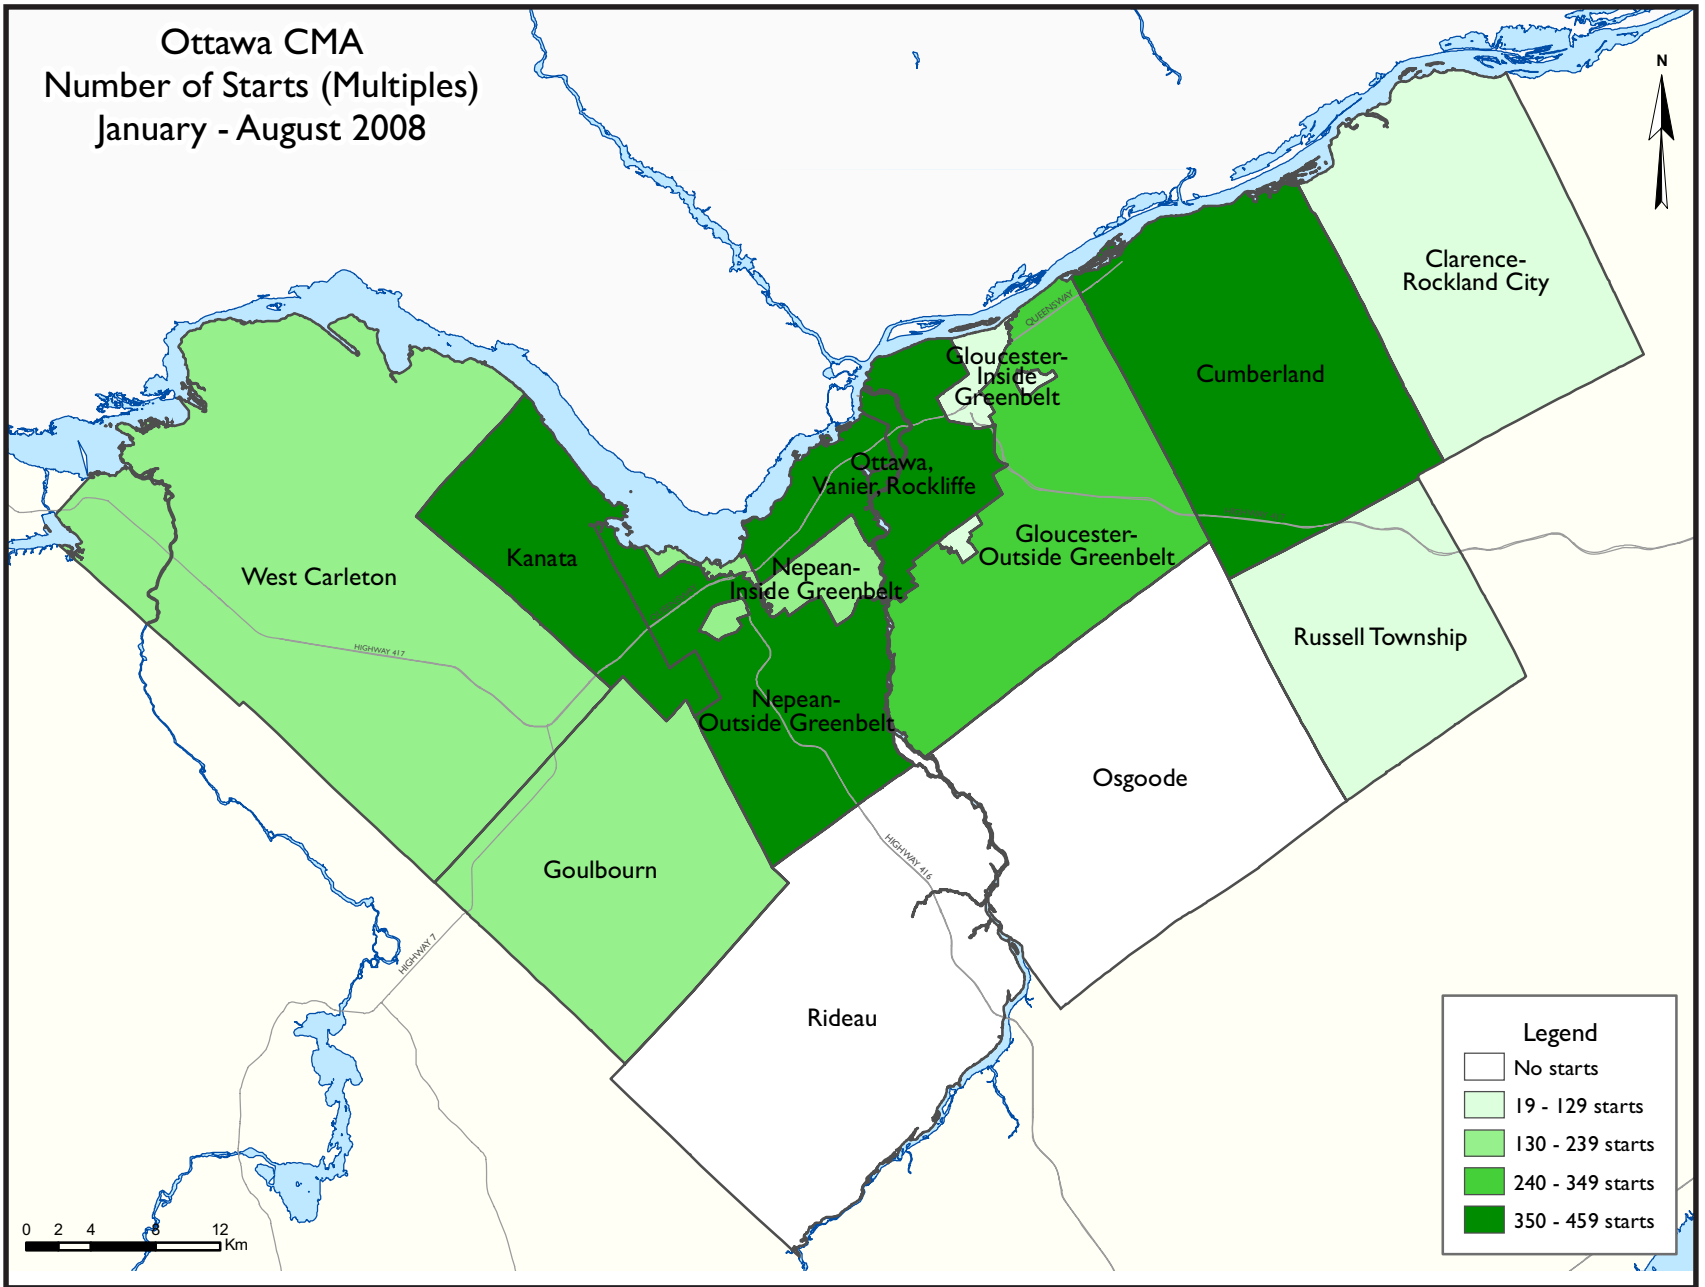 Ottawa CMA
Number of Starts (Multiples)
January - August 2008
N
Clarence-
Rockland City
QUEENSWAY
Gloucester-
Inside
Greenbelt
Cumberland
Ottawa,
Vanier, Rockliffe
Gloucester-
Outside Greenbelt
Kanata
Nepean-
Inside Greenbelt
West Carleton
HIGHWAY 417
Russell Township
Nepean-
Outside Greenbelt
Osgoode
Goulbourn
HIGHWAY 416
HIGHWAY 7
Rideau
Legend
No starts
19 - 129 starts
130 - 239 starts
240 - 349 starts
350 - 459 starts
0 2 4 8 12
Km